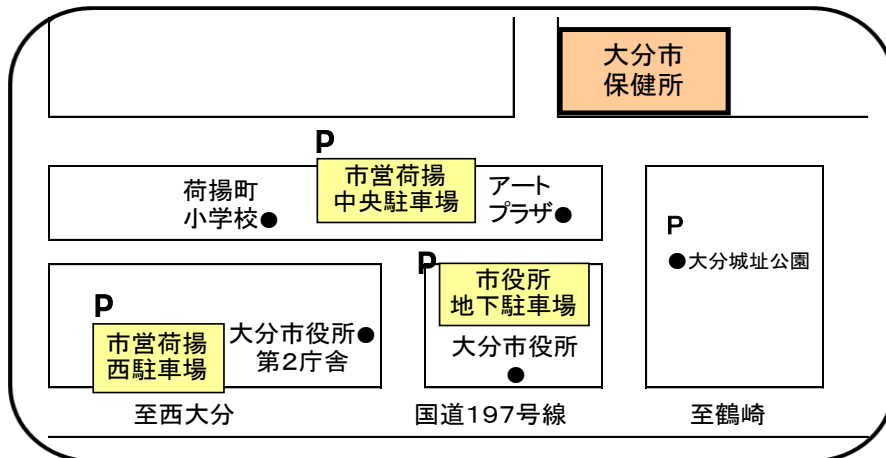 大分市
保健所
P
市営荷揚
中央駐車場
荷揚町
小学校●
アート
プラザ●
P
●大分城址公園
P
市役所
地下駐車場
大分市役所
●
P
市営荷揚
西駐車場
大分市役所●
第2庁舎
至西大分
国道197号線
至鶴崎